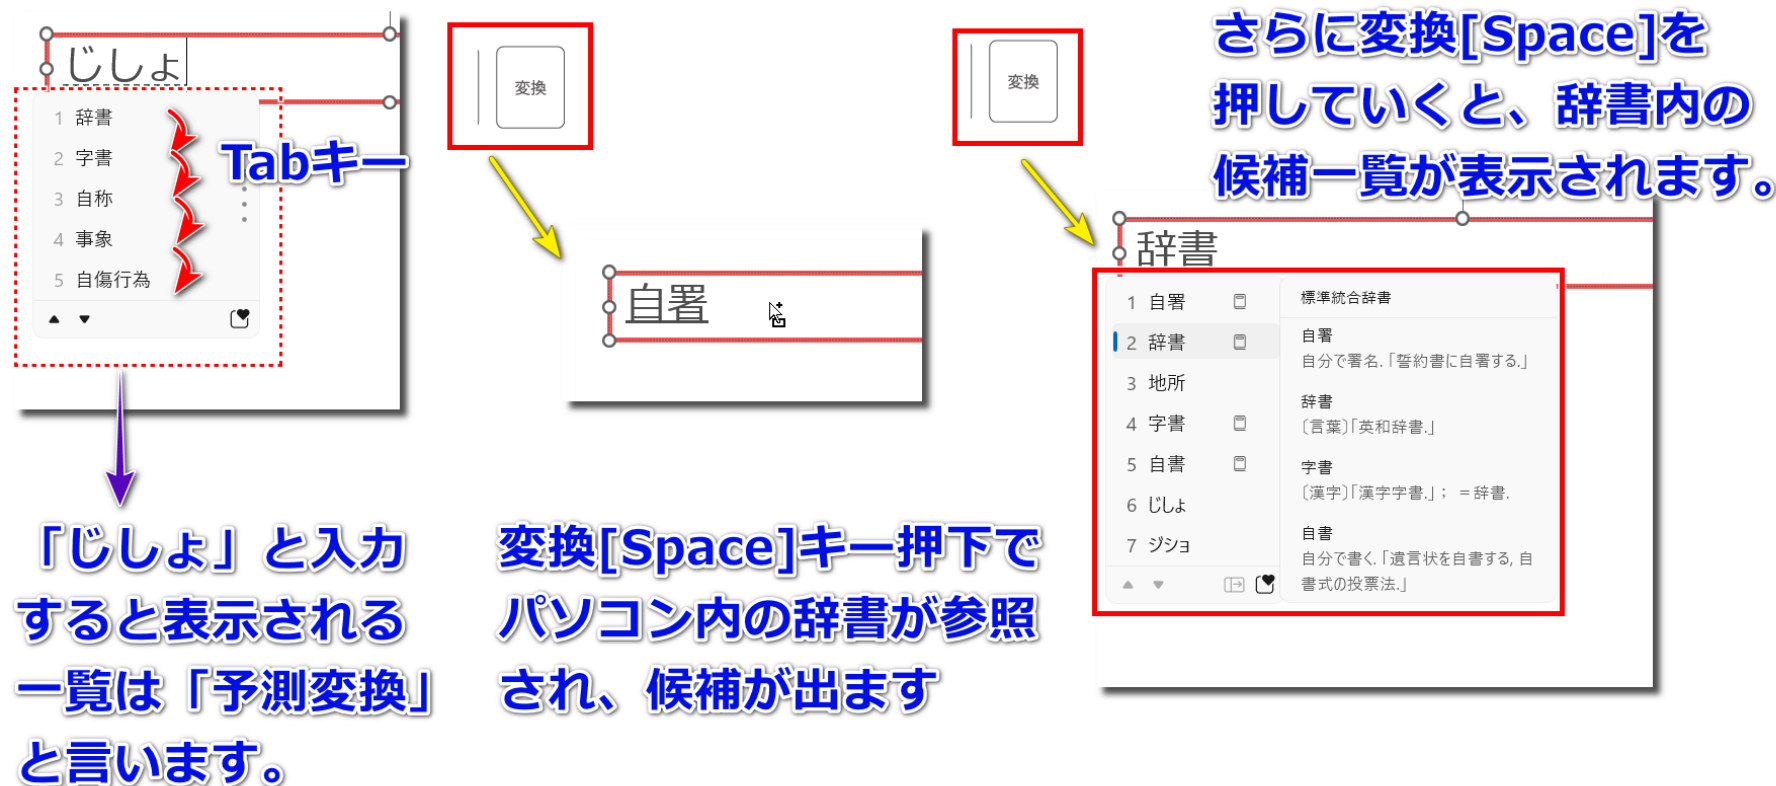 じしょ
1 辞書
2 字書
3 自称
4 事象
5 自傷行為
Tabキー
「じしょ」と入力
すると表示される
一覧は「予測変換」
と言います。
変換
自署
変換[Space]キー押下で
パソコン内の辞書が参照
され、候補が出ます
変換
さらに変換[Space]を
押していくと、辞書内の
候補一覧が表示されます。
辞書
1 自署
2 辞書
3 地所
4 字書
5 自書
6 じしょ
7 ジショ
標準統合辞書
自署
自分で署名.「誓約書に自署する.」
辞書
〔言葉〕「英和辞書.」
字書
〔漢字〕「漢字字書.」； ＝辞書.
自書
自分で書く.「遺言状を自書する, 自
書式の投票法.」